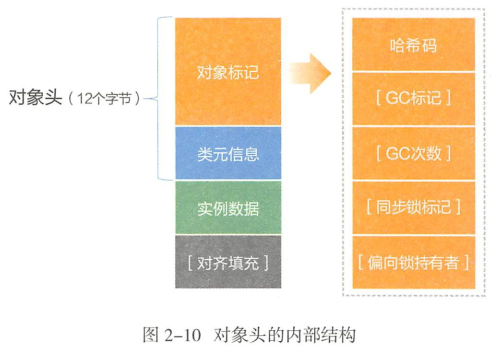 对象头（12个字节）
对象标记
类元信息
实例数据
[ 对齐填充 ]
哈希码
[ GC标记 ]
[ GC次数 ]
[ 同步锁标记 ]
[ 偏向锁持有者 ]
图 2-10 对象头的内部结构